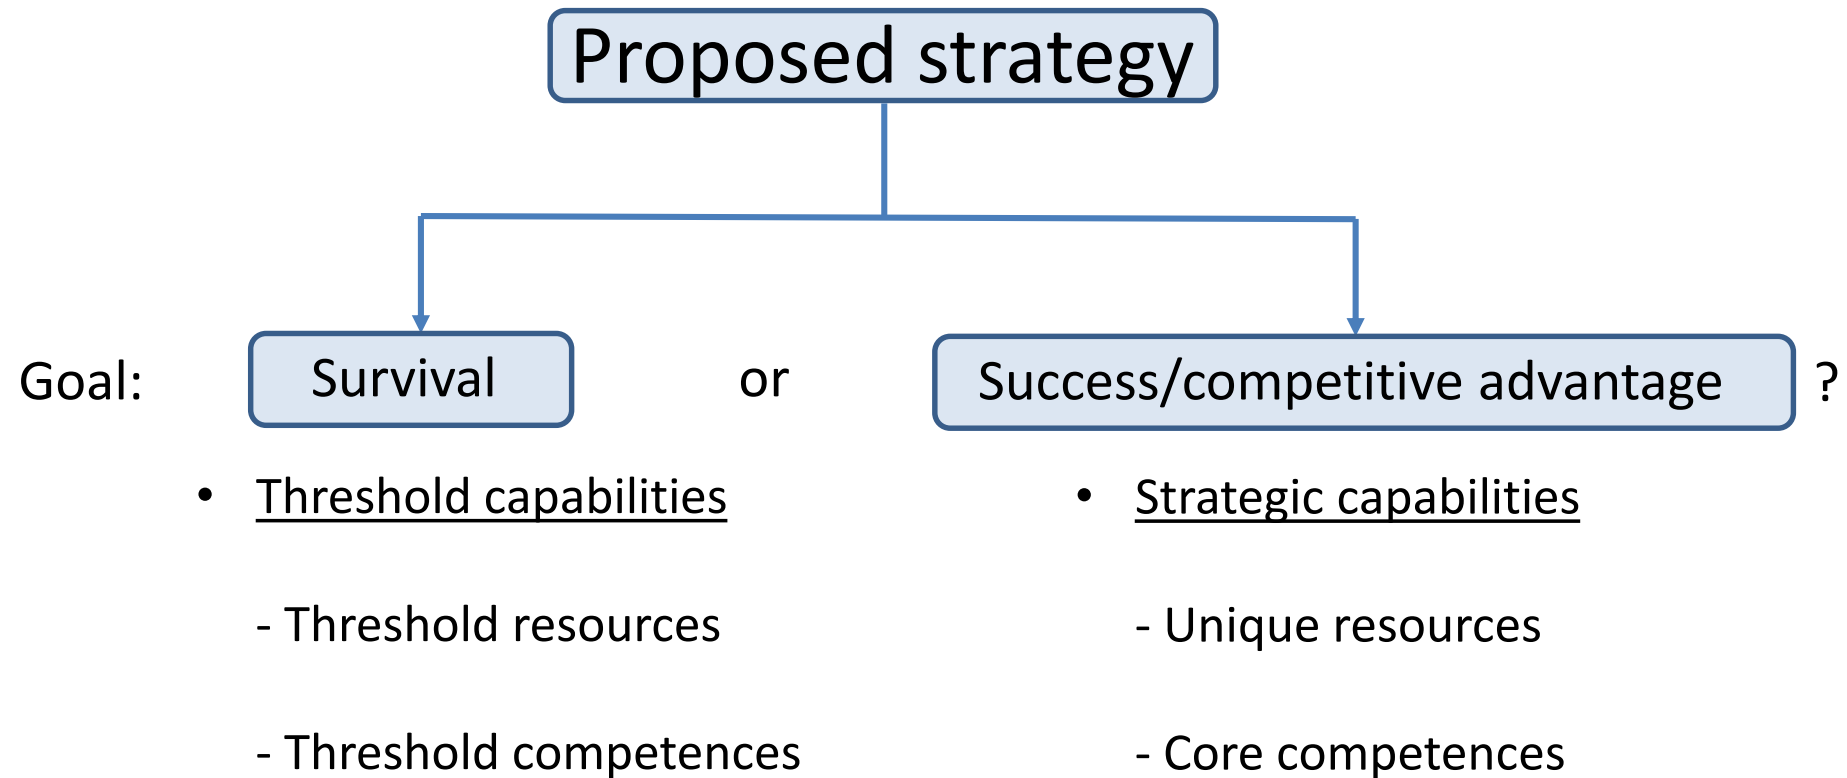 Proposed strategy
Goal: Survival or Success/competitive advantage ?
• Threshold capabilities
- Threshold resources
- Threshold competences
• Strategic capabilities
- Unique resources
- Core competences